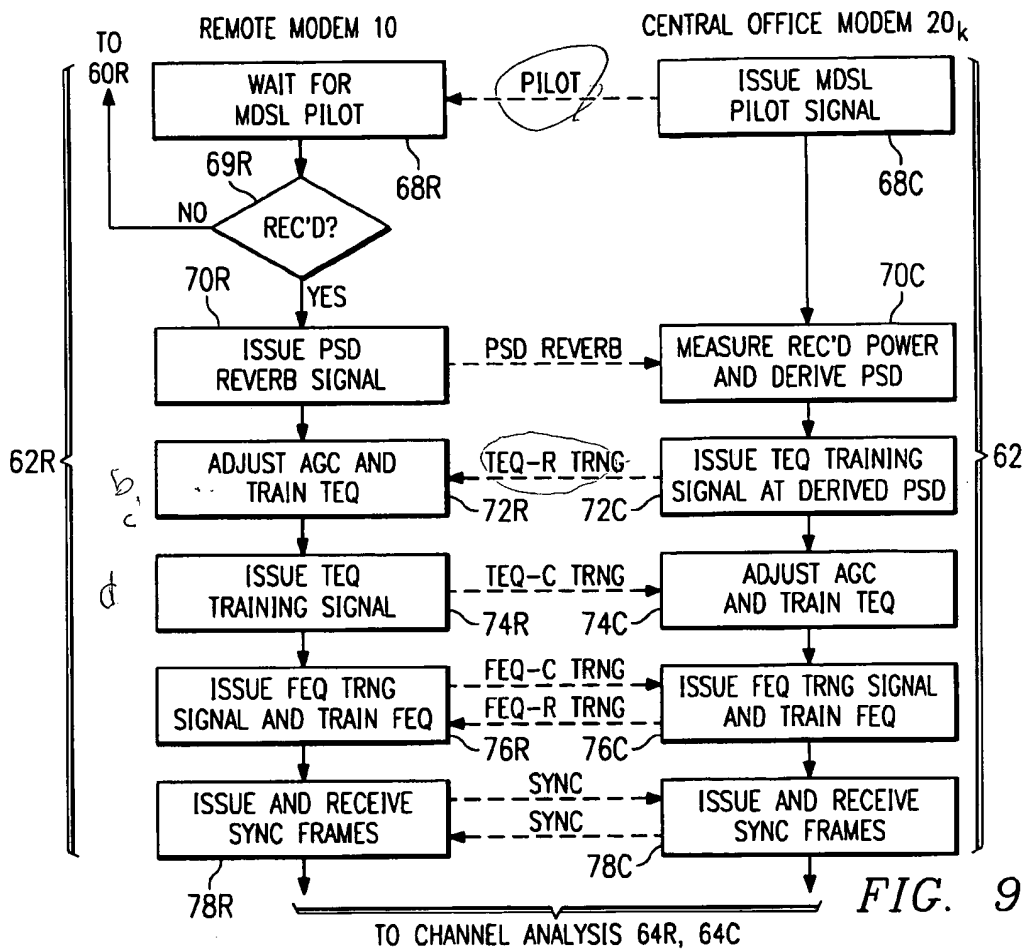 REMOTE MODEM 10
CENTRAL OFFICE MODEM 20k
TO
60R
WAIT FOR
MDSL PILOT
PILOT
ISSUE MDSL
PILOT SIGNAL
69R
68R
68C
NO
REC'D?
YES
70R
70C
ISSUE PSD
REVERB SIGNAL
PSD REVERB
MEASURE REC'D POWER
AND DERIVE PSD
62R
62
b,
c
ADJUST AGC AND
TRAIN TEQ
TEQ-R TRNG
ISSUE TEQ TRAINING
SIGNAL AT DERIVED PSD
72R
72C
d
ISSUE TEQ
TRAINING SIGNAL
TEQ-C TRNG
ADJUST AGC
AND TRAIN TEQ
74R
74C
ISSUE FEQ TRNG
SIGNAL AND TRAIN FEQ
FEQ-C TRNG
FEQ-R TRNG
ISSUE FEQ TRNG SIGNAL
AND TRAIN FEQ
76R
76C
ISSUE AND RECEIVE
SYNC FRAMES
SYNC
SYNC
ISSUE AND RECEIVE
SYNC FRAMES
78R
78C
TO CHANNEL ANALYSIS 64R, 64C
FIG. 9